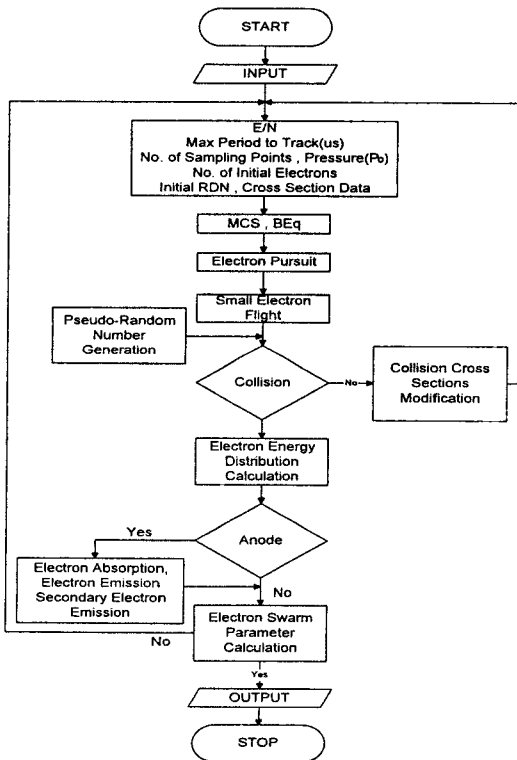 START
INPUT
E/N
Max Period to Track(us)
No. of Sampling Points , Pressure(P₀)
No. of Initial Electrons
Initial RDN , Cross Section Data
MCS , BEq
Electron Pursuit
Small Electron
Flight
Pseudo-Random
Number
Generation
Collision
No
Collision Cross
Sections
Modification
Electron Energy
Distribution
Calculation
Yes
Anode
Electron Absorption,
Electron Emission
Secondary Electron
Emission
No
No
Electron Swarm
Parameter
Calculation
Yes
OUTPUT
STOP